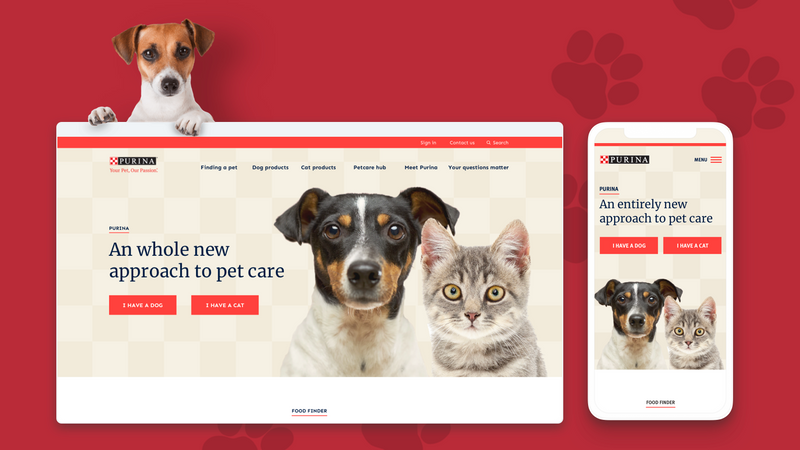 Sign In Contact us Search
PURINA
Your Pet, Our Passion.
Finding a pet Dog products Cat products Petcare hub Meet Purina Your questions matter
PURINA
An whole new
approach to pet care
I HAVE A DOG I HAVE A CAT
FOOD FINDER
PURINA MENU
PURINA
An entirely new
approach to pet care
I HAVE A DOG I HAVE A CAT
FOOD FINDER